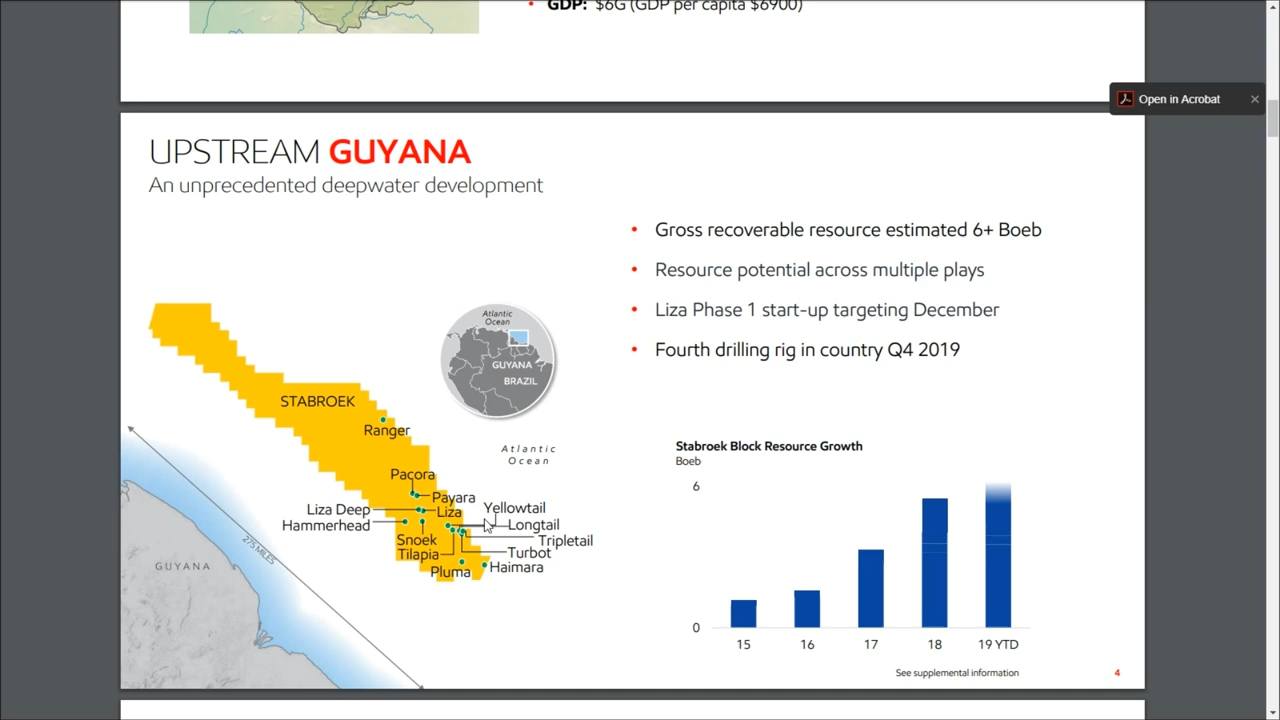 GDP: $6G (GDP per capita $6900)
Open in Acrobat
UPSTREAM GUYANA
An unprecedented deepwater development
• Gross recoverable resource estimated 6+ Boeb
• Resource potential across multiple plays
• Liza Phase 1 start-up targeting December
• Fourth drilling rig in country Q4 2019
Atlantic
Ocean
GUYANA
BRAZIL
STABROEK
Ranger
Atlantic
Ocean
Pacora
Payara
Liza Deep
Liza
Yellowtail
Hammerhead
Longtail
Snoek
Tripletail
Tilapia
Turbot
Pluma
Haimara
275 MILES
GUYANA
Stabroek Block Resource Growth
Boeb
6
0
15 16 17 18 19 YTD
See supplemental information
4